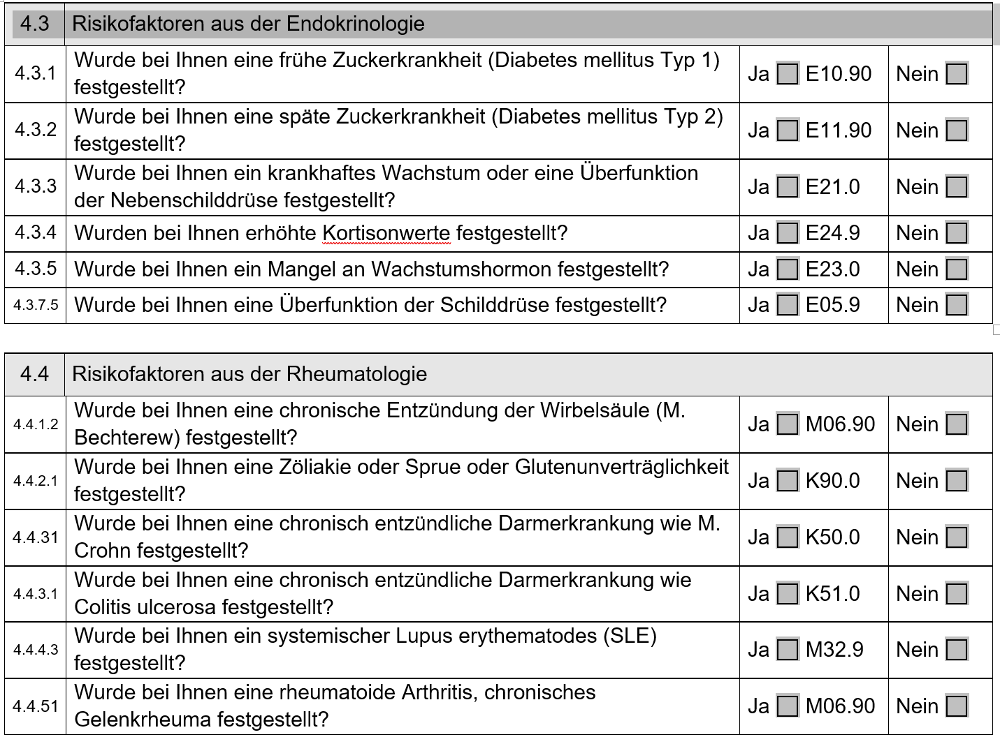 4.3 Risikofaktoren aus der Endokrinologie
4.3.1 Wurde bei Ihnen eine frühe Zuckerkrankheit (Diabetes mellitus Typ 1) Ja E10.90 Nein
festgestellt?
4.3.2 Wurde bei Ihnen eine späte Zuckerkrankheit (Diabetes mellitus Typ 2) Ja E11.90 Nein
festgestellt?
4.3.3 Wurde bei Ihnen ein krankhaftes Wachstum oder eine Überfunktion Ja E21.0 Nein
der Nebenschilddrüse festgestellt?
4.3.4 Wurden bei Ihnen erhöhte Kortisonwerte festgestellt? Ja E24.9 Nein
4.3.5 Wurde bei Ihnen ein Mangel an Wachstumshormon festgestellt? Ja E23.0 Nein
4.3.7.5 Wurde bei Ihnen eine Überfunktion der Schilddrüse festgestellt? Ja E05.9 Nein
4.4 Risikofaktoren aus der Rheumatologie
4.4.1.2 Wurde bei Ihnen eine chronische Entzündung der Wirbelsäule (M. Ja M06.90 Nein
Bechterew) festgestellt?
4.4.2.1 Wurde bei Ihnen eine Zöliakie oder Sprue oder Glutenunverträglichkeit Ja K90.0 Nein
festgestellt?
4.4.31 Wurde bei Ihnen eine chronisch entzündliche Darmerkrankung wie M. Ja K50.0 Nein
Crohn festgestellt?
4.4.3.1 Wurde bei Ihnen eine chronisch entzündliche Darmerkrankung wie Ja K51.0 Nein
Colitis ulcerosa festgestellt?
4.4.4.3 Wurde bei Ihnen ein systemischer Lupus erythematodes (SLE) Ja M32.9 Nein
festgestellt?
4.4.51 Wurde bei Ihnen eine rheumatoide Arthritis, chronisches Ja M06.90 Nein
Gelenkrheuma festgestellt?